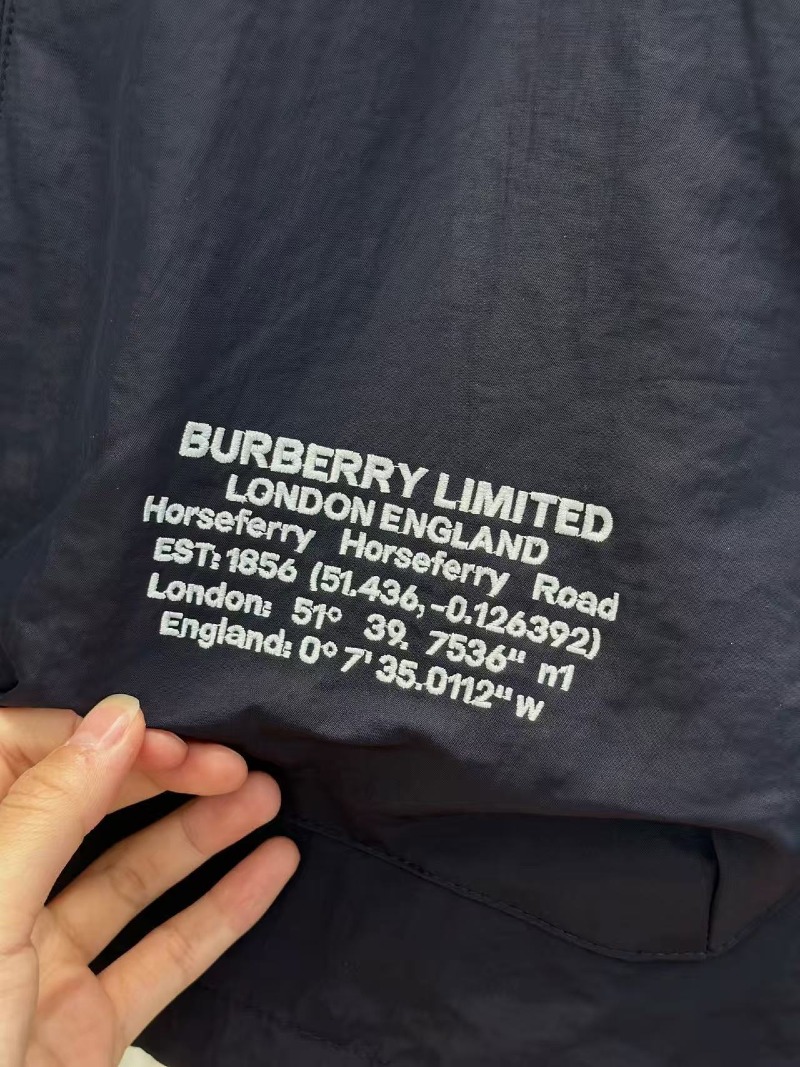 BURBERRY LIMITED
LONDON ENGLAND
Horseferry Horseferry Road
EST: 1856 (51.436, -0.126392)
London: 51° 39. 7536" n1
England: 0° 7' 35.0112" w